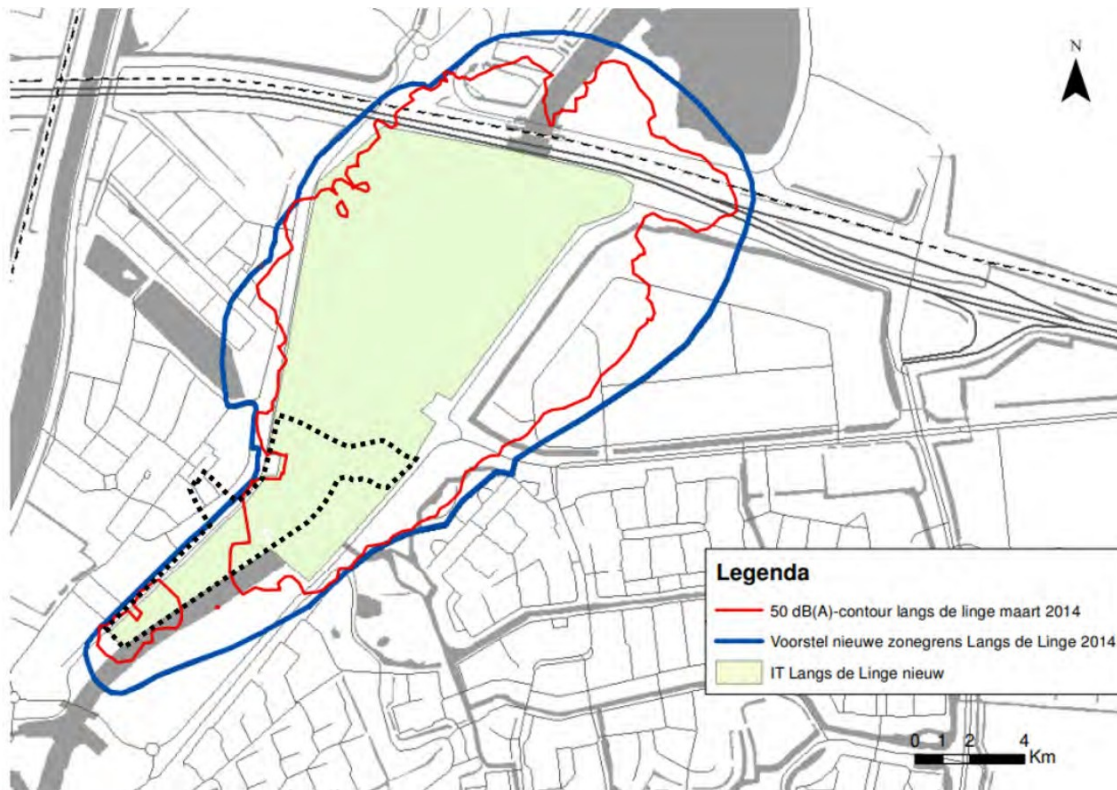 N
Legenda
50 dB(A)-contour langs de linge maart 2014
Voorstel nieuwe zonegrens Langs de Linge 2014
IT Langs de Linge nieuw
0 1 2 4
Km